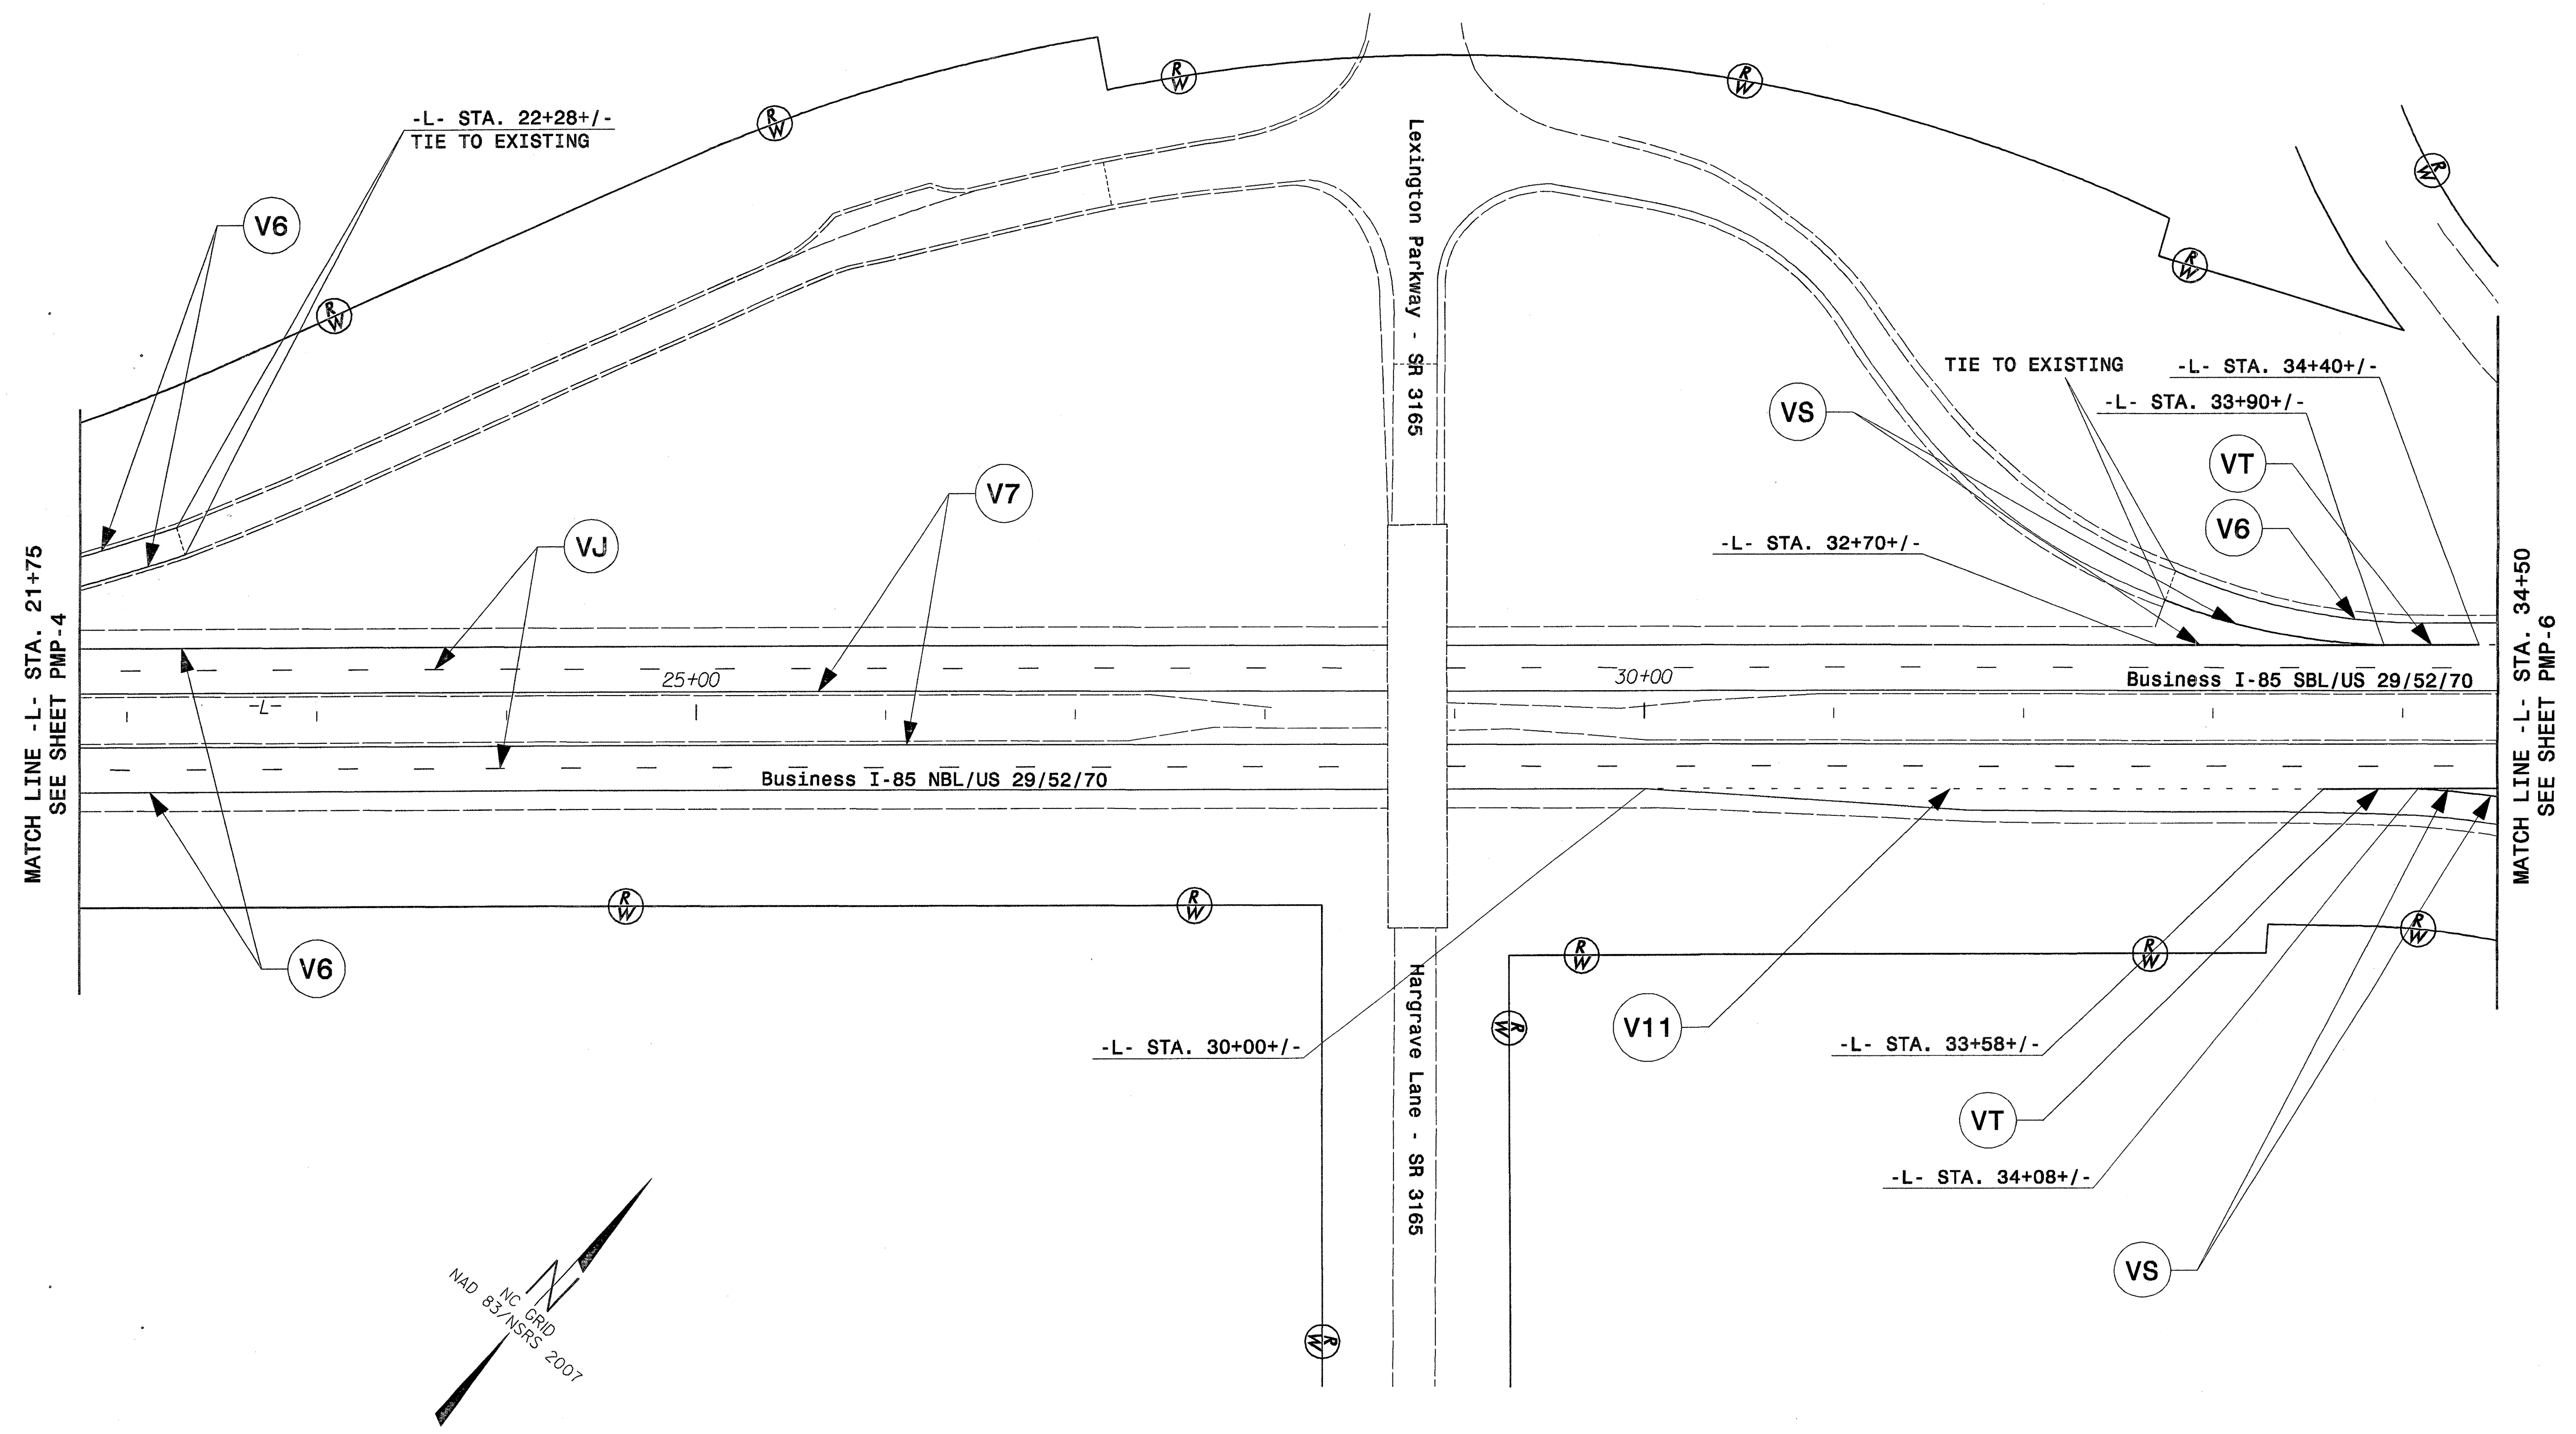 -L- STA. 22+28+/-
TIE TO EXISTING
R
W
R
W
R
W
R
W
R
W
R
W
R
W
V6
Lexington Parkway - SR 3165
TIE TO EXISTING
-L- STA. 34+40+/-
-L- STA. 33+90+/-
VS
VT
V6
V7
VJ
-L- STA. 32+70+/-
MATCH LINE -L- STA. 21+75
SEE SHEET PMP-4
MATCH LINE -L- STA. 34+50
SEE SHEET PMP-6
25+00
30+00
Business I-85 SBL/US 29/52/70
-L-
Business I-85 NBL/US 29/52/70
R
W
R
W
R
W
R
W
R
W
V6
Hargrave Lane - SR 3165
R
W
V11
-L- STA. 30+00+/-
-L- STA. 33+58+/-
VT
-L- STA. 34+08+/-
VS
N
NC GRID
NAD 83/NSRS 2007
R
W